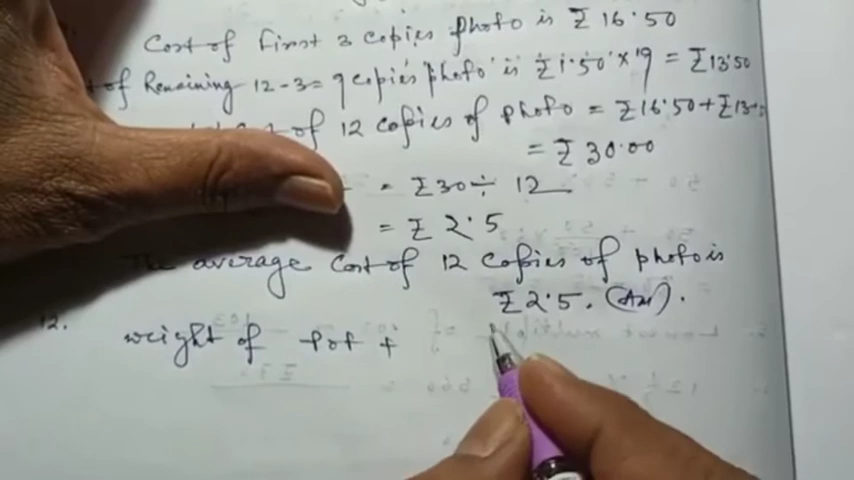 Cost of first 3 copies photo is ₹ 16.50
of Remaining 12-3= 9 copies photo is ₹1.50 × 9 = ₹13.50
of 12 copies of photo = ₹16.50 + ₹13
= ₹ 30.00
= ₹30 ÷ 12
= ₹ 2.5
The average cost of 12 copies of photo is
₹2.5. (Ans).
12. weight of pot +